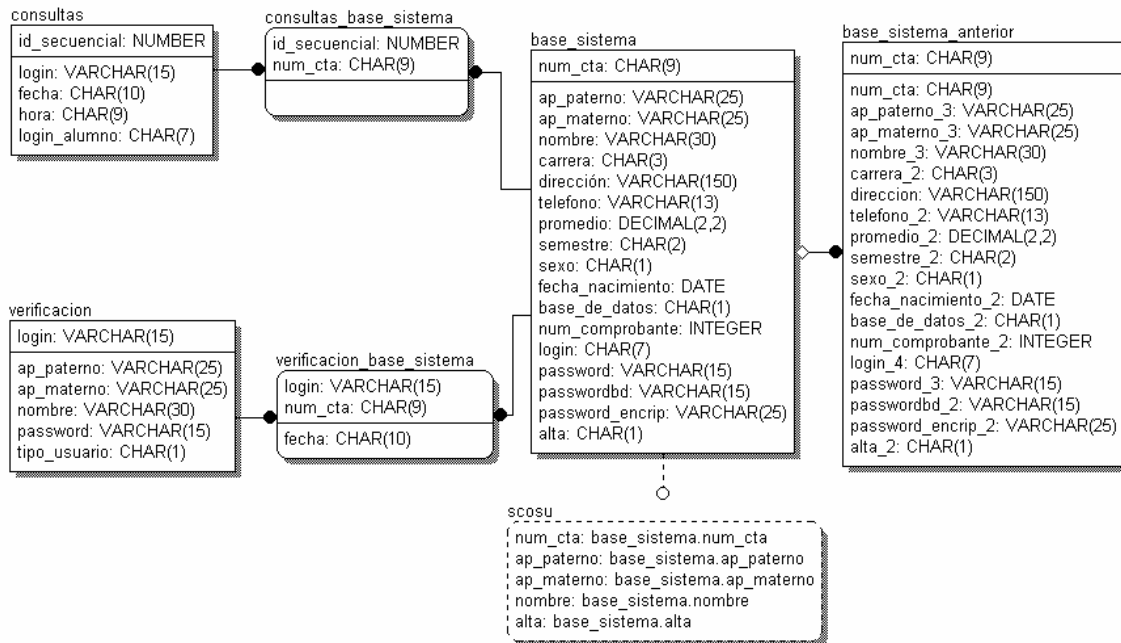 consultas
id_secuencial: NUMBER
login: VARCHAR(15)
fecha: CHAR(10)
hora: CHAR(9)
login_alumno: CHAR(7)
consultas_base_sistema
id_secuencial: NUMBER
num_cta: CHAR(9)
base_sistema
num_cta: CHAR(9)
ap_paterno: VARCHAR(25)
ap_materno: VARCHAR(25)
nombre: VARCHAR(30)
carrera: CHAR(3)
dirección: VARCHAR(150)
telefono: VARCHAR(13)
promedio: DECIMAL(2,2)
semestre: CHAR(2)
sexo: CHAR(1)
fecha_nacimiento: DATE
base_de_datos: CHAR(1)
num_comprobante: INTEGER
login: CHAR(7)
password: VARCHAR(15)
passwordbd: VARCHAR(15)
password_encrip: VARCHAR(25)
alta: CHAR(1)
base_sistema_anterior
num_cta: CHAR(9)
num_cta: CHAR(9)
ap_paterno_3: VARCHAR(25)
ap_materno_3: VARCHAR(25)
nombre_3: VARCHAR(30)
carrera_2: CHAR(3)
direccion: VARCHAR(150)
telefono_2: VARCHAR(13)
promedio_2: DECIMAL(2,2)
semestre_2: CHAR(2)
sexo_2: CHAR(1)
fecha_nacimiento_2: DATE
base_de_datos_2: CHAR(1)
num_comprobante_2: INTEGER
login_4: CHAR(7)
password_3: VARCHAR(15)
passwordbd_2: VARCHAR(15)
password_encrip_2: VARCHAR(25)
alta_2: CHAR(1)
verificacion
login: VARCHAR(15)
ap_paterno: VARCHAR(25)
ap_materno: VARCHAR(25)
nombre: VARCHAR(30)
password: VARCHAR(15)
tipo_usuario: CHAR(1)
verificacion_base_sistema
login: VARCHAR(15)
num_cta: CHAR(9)
fecha: CHAR(10)
scosu
num_cta: base_sistema.num_cta
ap_paterno: base_sistema.ap_paterno
ap_materno: base_sistema.ap_materno
nombre: base_sistema.nombre
alta: base_sistema.alta